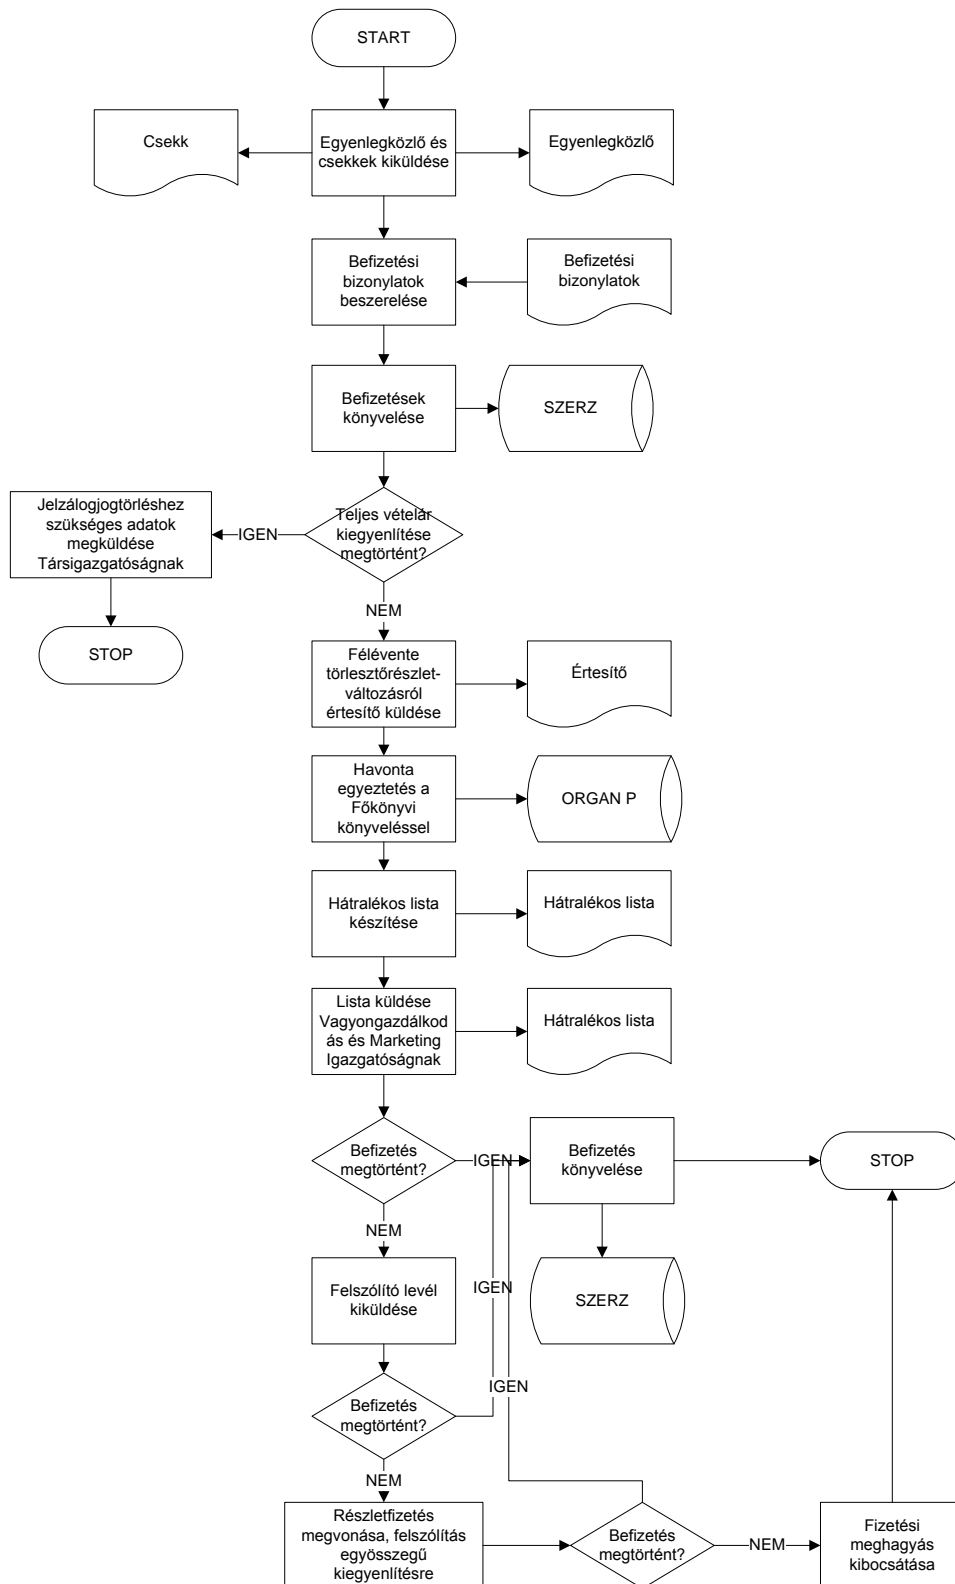 START
Csekk
Egyenlegközlő és
csekkek kiküldése
Egyenlegközlő
Befizetési
bizonylatok
beszerelése
Befizetési
bizonylatok
Befizetések
könyvelése
SZERZ
Jelzálogjogtörléshez
szükséges adatok
megküldése
Társigazgatóságnak
IGEN
Teljes vételár
kiegyenlítése
megtörtént?
NEM
STOP
Félévente
törlesztőrészlet-
változásról
értesítő küldése
Értesítő
Havonta
egyeztetés a
Főkönyvi
könyveléssel
ORGAN P
Hátralékos lista
készítése
Hátralékos lista
Lista küldése
Vagyongazdálkod
ás és Marketing
Igazgatóságnak
Hátralékos lista
Befizetés
megtörtént?
IGEN
Befizetés
könyvelése
STOP
NEM
Felszólító levél
kiküldése
IGEN
SZERZ
IGEN
Befizetés
megtörtént?
NEM
Részletfizetés
megvonása, felszólítás
egyösszegű
kiegyenlítésre
Befizetés
megtörtént?
NEM
Fizetési
meghagyás
kibocsátása